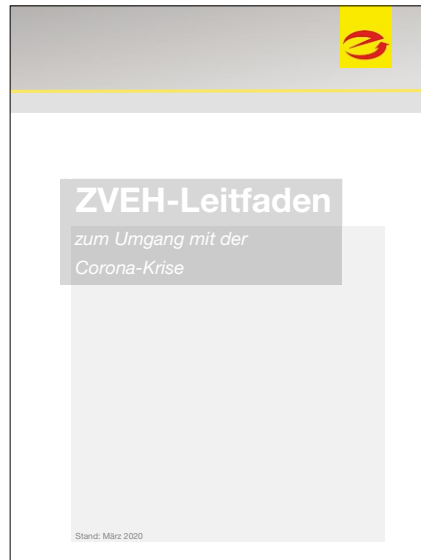 ZVEH-Leitfaden
zum Umgang mit der
Corona-Krise
Stand: März 2020